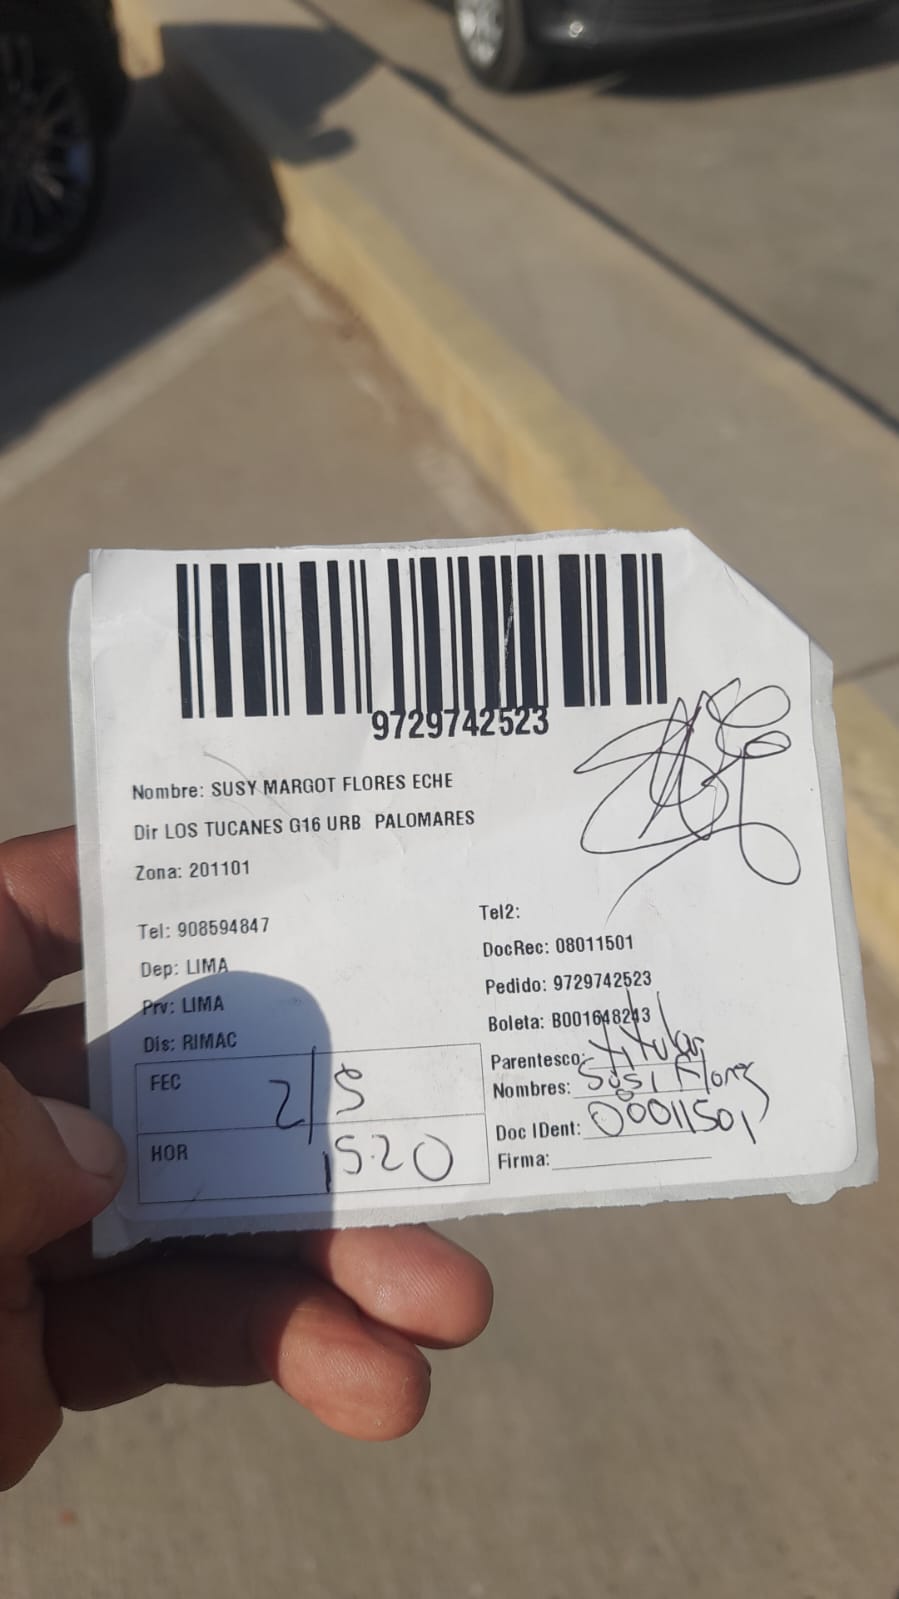 9729742523
Nombre: SUSY MARGOT FLORES ECHE
Dir LOS TUCANES G16 URB PALOMARES
Zona: 201101
Tel: 908594847
Dep: LIMA
Prv: LIMA
Dis: RIMAC
FEC 2/5
HOR 1520
Tel2:
DocRec: 08011501
Pedido: 9729742523
Boleta: B001648243
Parentesco: titular
Nombres: Susi Flores
Doc IDent: 08011501
Firma: